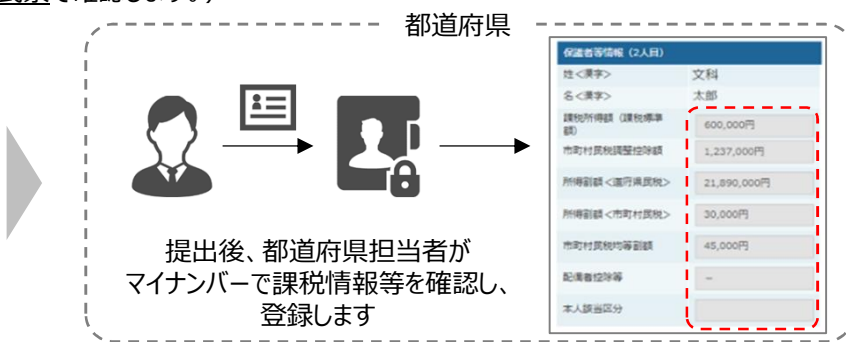 で確認します。）
都道府県
保護者等情報（2人目）
姓<漢字> 文科
名<漢字> 太郎
課税所得額（課税標準
額） 600,000円
市町村民税調整控除額 1,237,000円
所得割額<道府県民税> 21,890,000円
所得割額<市町村民税> 30,000円
市町村民税均等割額 45,000円
配偶者控除等 －
本人該当区分
提出後、都道府県担当者が
マイナンバーで課税情報等を確認し、
登録します